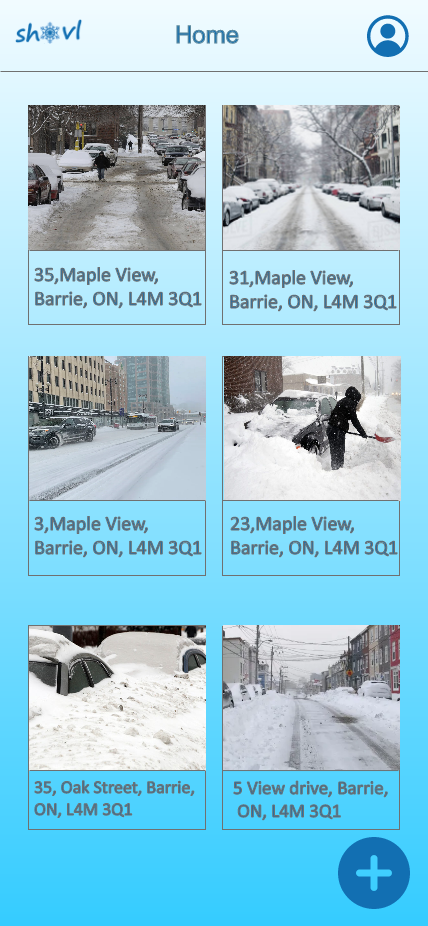 shovl
Home
35,Maple View,
Barrie, ON, L4M 3Q1
31,Maple View,
Barrie, ON, L4M 3Q1
3,Maple View,
Barrie, ON, L4M 3Q1
23,Maple View,
Barrie, ON, L4M 3Q1
35, Oak Street, Barrie,
ON, L4M 3Q1
5 View drive, Barrie,
ON, L4M 3Q1